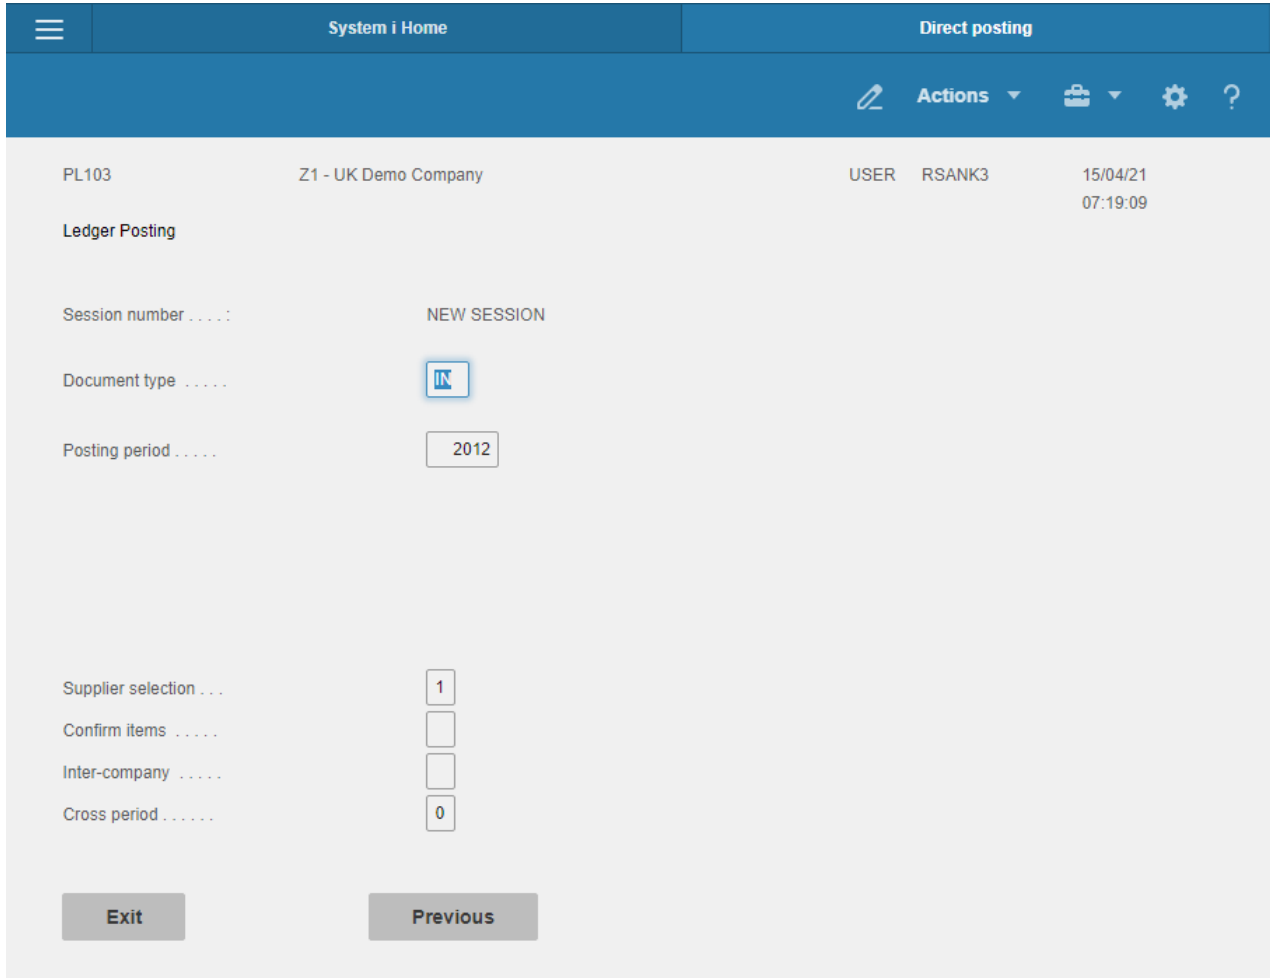 System i Home Direct posting
Actions ?
PL103 Z1 - UK Demo Company USER RSANK3 15/04/21
07:19:09
Ledger Posting
Session number . . . . : NEW SESSION
Document type . . . . . IN
Posting period . . . . . 2012
Supplier selection . . . 1
Confirm items . . . . .
Inter-company . . . . .
Cross period . . . . . . 0
Exit Previous